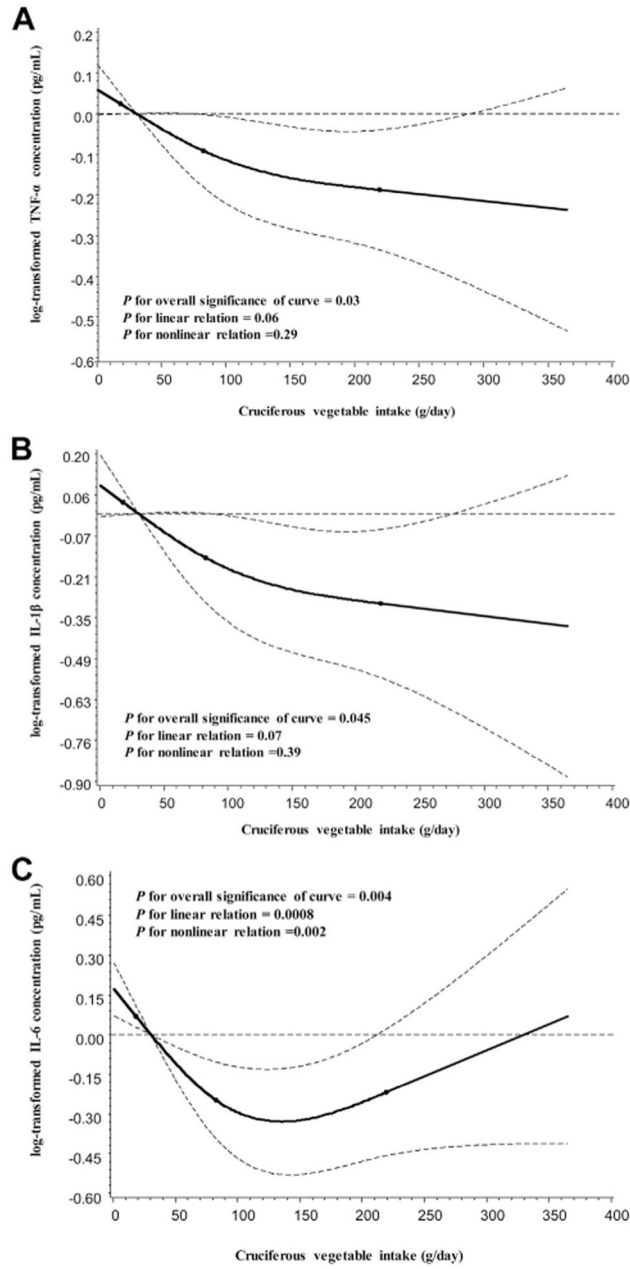 A
log-transformed TNF-α concentration (pg/mL)
0.2
0.1
0.0
-0.1
-0.2
-0.3
-0.4
-0.5
-0.6
P for overall significance of curve = 0.03
P for linear relation = 0.06
P for nonlinear relation =0.29
0 50 100 150 200 250 300 350 400
Cruciferous vegetable intake (g/day)
B
log-transformed IL-1β concentration (pg/mL)
0.20
0.06
-0.07
-0.21
-0.35
-0.49
-0.63
-0.76
-0.90
P for overall significance of curve = 0.045
P for linear relation = 0.07
P for nonlinear relation =0.39
0 50 100 150 200 250 300 350 400
Cruciferous vegetable intake (g/day)
C
log-transformed IL-6 concentration (pg/mL)
0.60
0.45
0.30
0.15
0.00
-0.15
-0.30
-0.45
-0.60
P for overall significance of curve = 0.004
P for linear relation = 0.0008
P for nonlinear relation =0.002
0 50 100 150 200 250 300 350 400
Cruciferous vegetable intake (g/day)